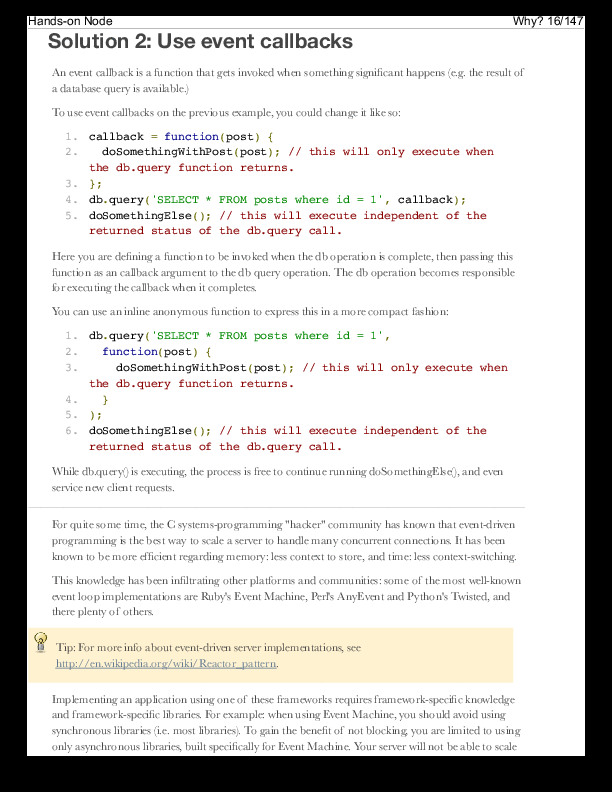 Hands-on Node Why? 16/147
Solution 2: Use event callbacks
An event callback is a function that gets invoked when something significant happens (e.g. the result of
a database query is available.)
To use event callbacks on the previous example, you could change it like so:
1. callback = function(post) {
2. doSomethingWithPost(post); // this will only execute when
the db.query function returns.
3. };
4. db.query('SELECT * FROM posts where id = 1', callback);
5. doSomethingElse(); // this will execute independent of the
returned status of the db.query call.
Here you are defining a function to be invoked when the db operation is complete, then passing this
function as an callback argument to the db query operation. The db operation becomes responsible
for executing the callback when it completes.
You can use an inline anonymous function to express this in a more compact fashion:
1. db.query('SELECT * FROM posts where id = 1',
2. function(post) {
3. doSomethingWithPost(post); // this will only execute when
the db.query function returns.
4. }
5. );
6. doSomethingElse(); // this will execute independent of the
returned status of the db.query call.
While db.query() is executing, the process is free to continue running doSomethingElse(), and even
service new client requests.
For quite some time, the C systems-programming "hacker" community has known that event-driven
programming is the best way to scale a server to handle many concurrent connections. It has been
known to be more efficient regarding memory: less context to store, and time: less context-switching.
This knowledge has been infiltrating other platforms and communities: some of the most well-known
event loop implementations are Ruby's Event Machine, Perl's AnyEvent and Python's Twisted, and
there plenty of others.
Tip: For more info about event-driven server implementations, see
http://en.wikipedia.org/wiki/Reactor_pattern.
Implementing an application using one of these frameworks requires framework-specific knowledge
and framework-specific libraries. For example: when using Event Machine, you should avoid using
synchronous libraries (i.e. most libraries). To gain the benefit of not blocking, you are limited to using
only asynchronous libraries, built specifically for Event Machine. Your server will not be able to scale